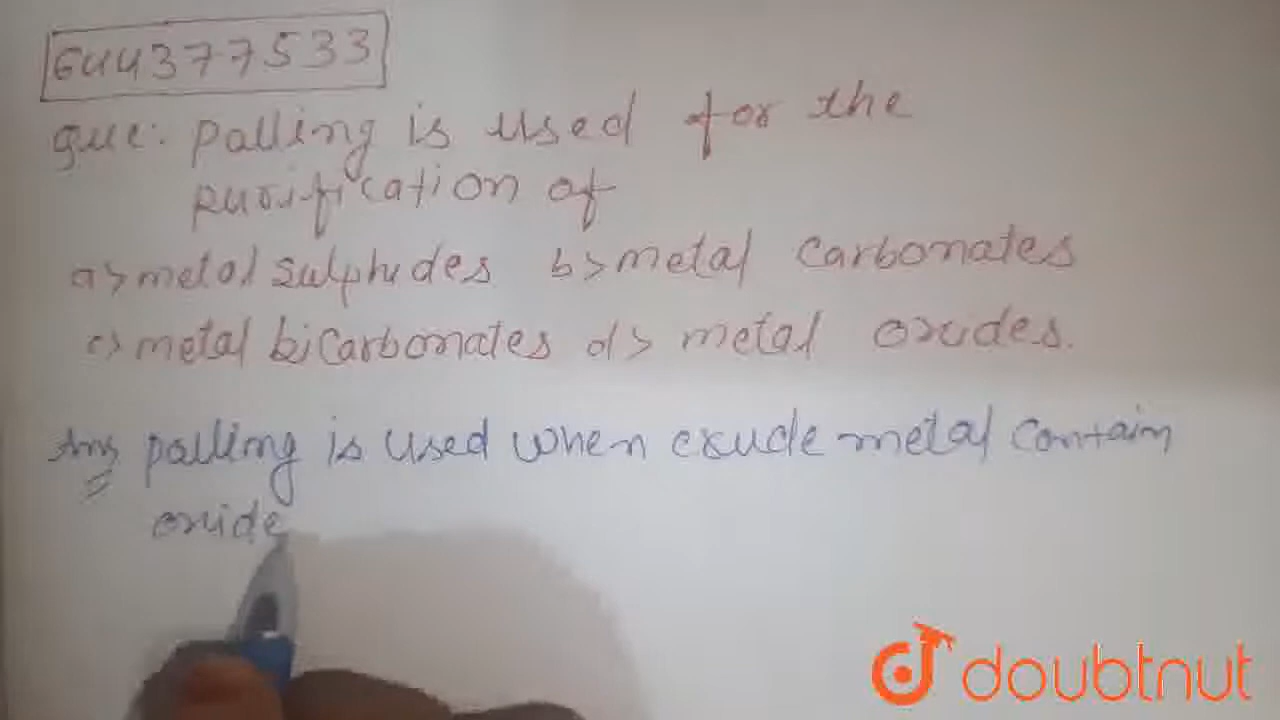 644377533
que: palling is used for the
purification of
a> metal sulphides b> metal carbonates
c> metal bicarbonates d> metal oxides.
Ans palling is used when crude metal contain
oxide
doubtnut